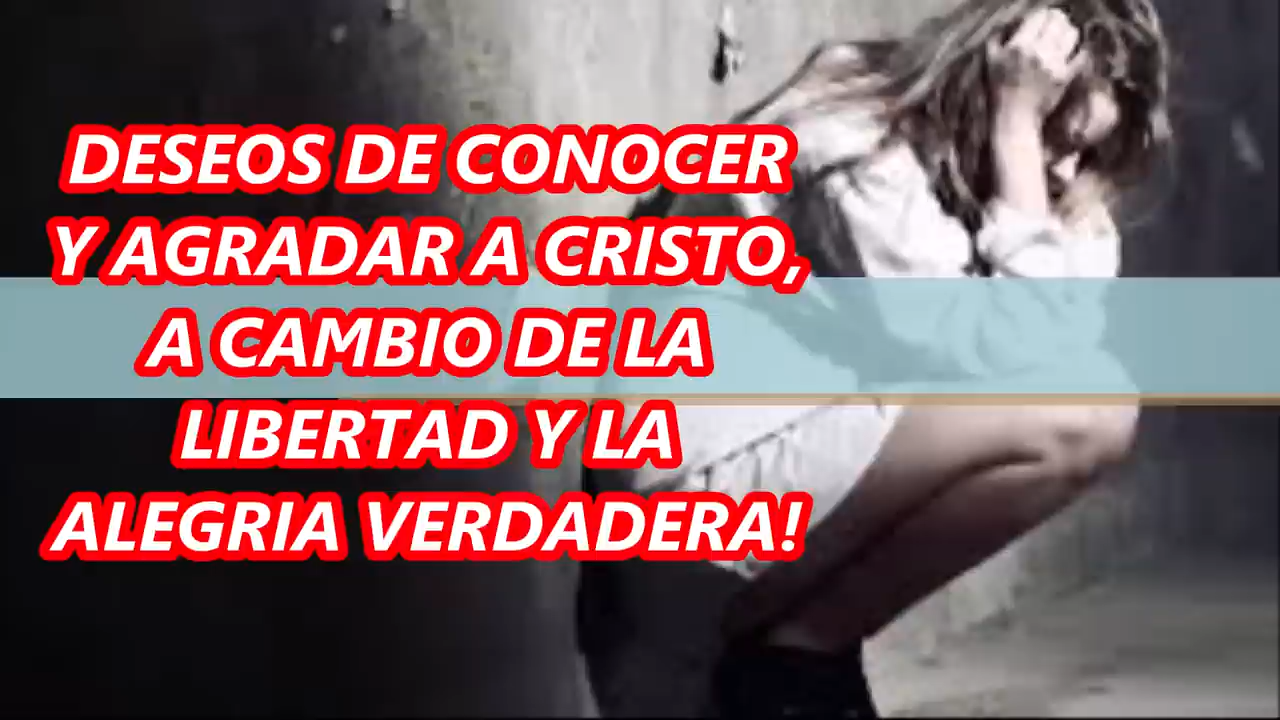 DESEOS DE CONOCER
Y AGRADAR A CRISTO,
A CAMBIO DE LA
LIBERTAD Y LA
ALEGRIA VERDADERA!